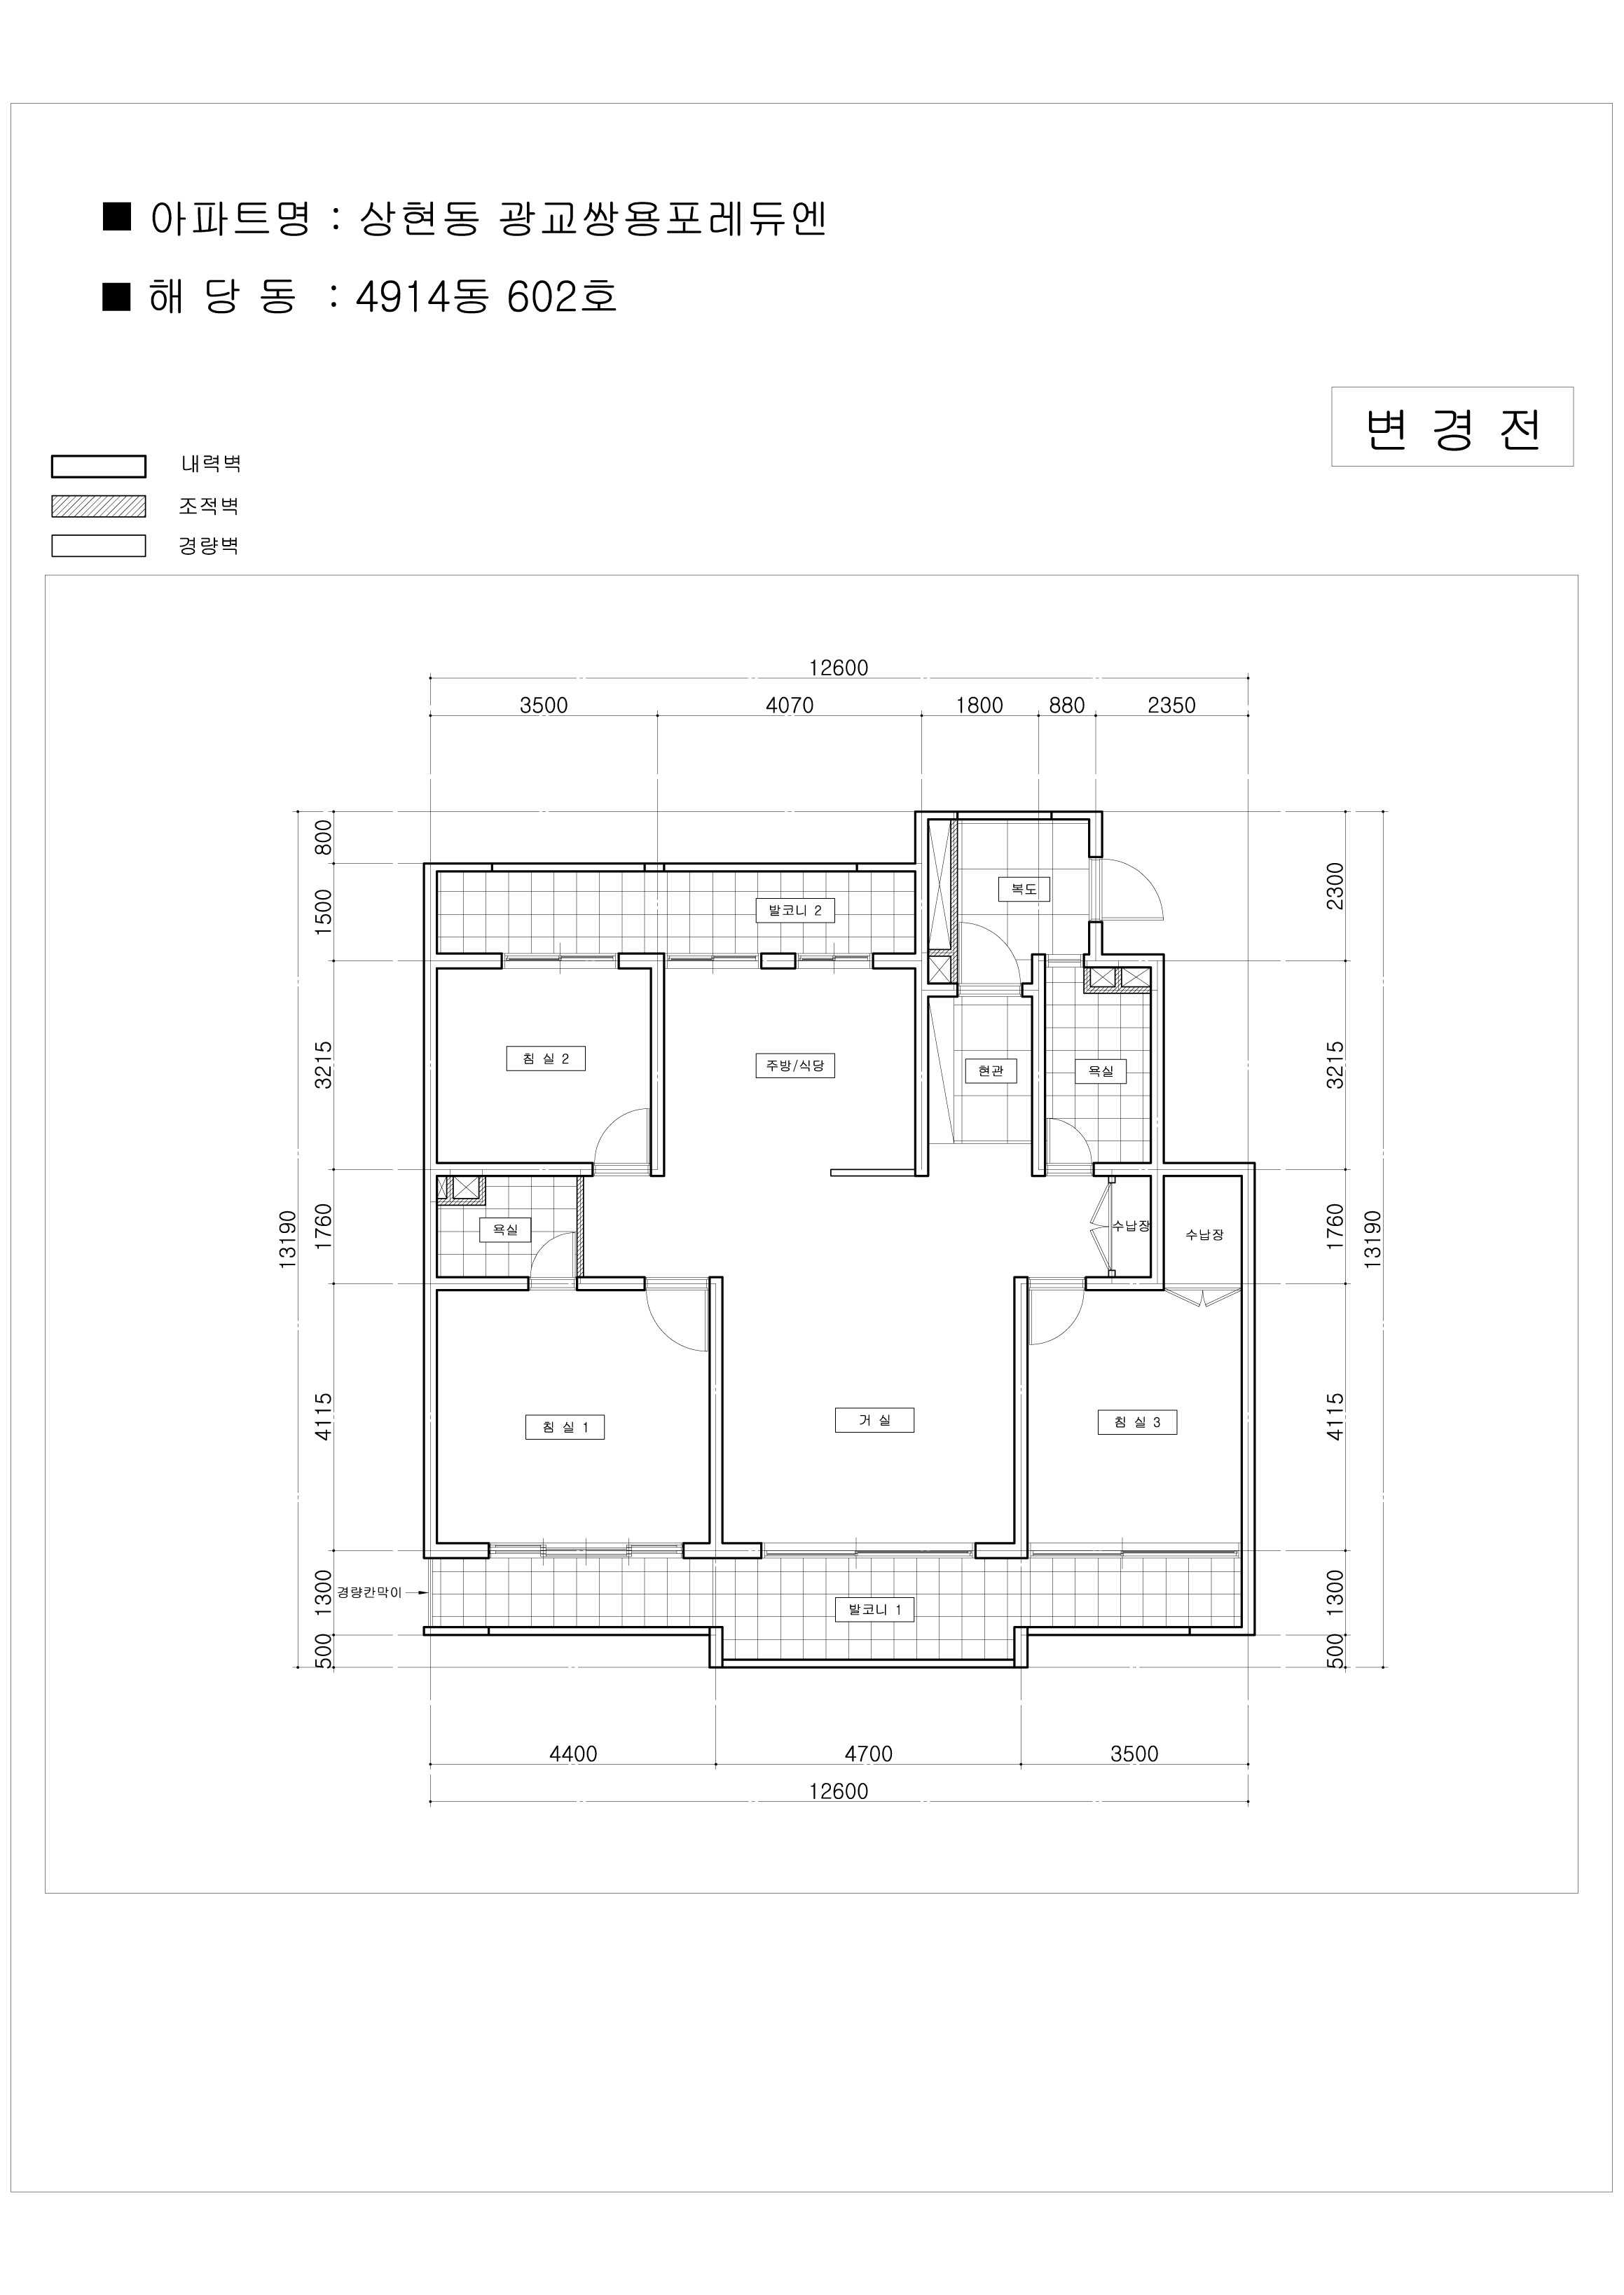 ■ 아파트명 : 상현동 광교쌍용포레듀엔
■ 해 당 동 : 4914동 602호
변 경 전
내력벽
조적벽
경량벽
12600
3500 4070 1800 880 2350
800
1500
3215
1760
4115
1300
500
13190
2300
3215
1760
4115
1300
500
13190
복도
발코니 2
침 실 2
주방/식당
현관
욕실
욕실
수납장
수납장
침 실 1
거 실
침 실 3
경량칸막이
발코니 1
4400 4700 3500
12600